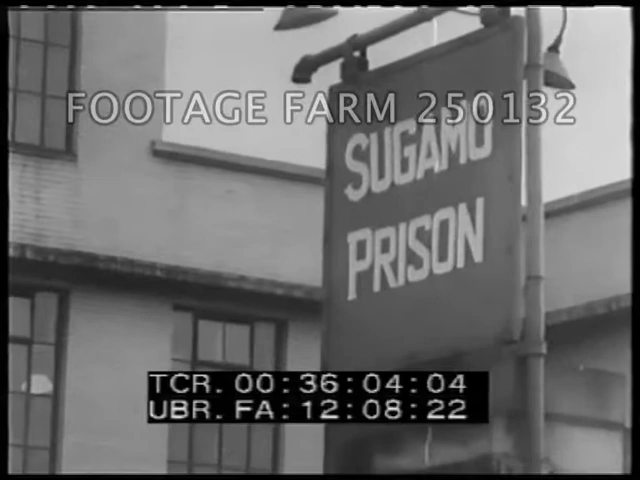 FOOTAGE FARM 250132
SUGAMO
PRISON
TCR. 00:36:04:04
UBR. FA: 12:08:22